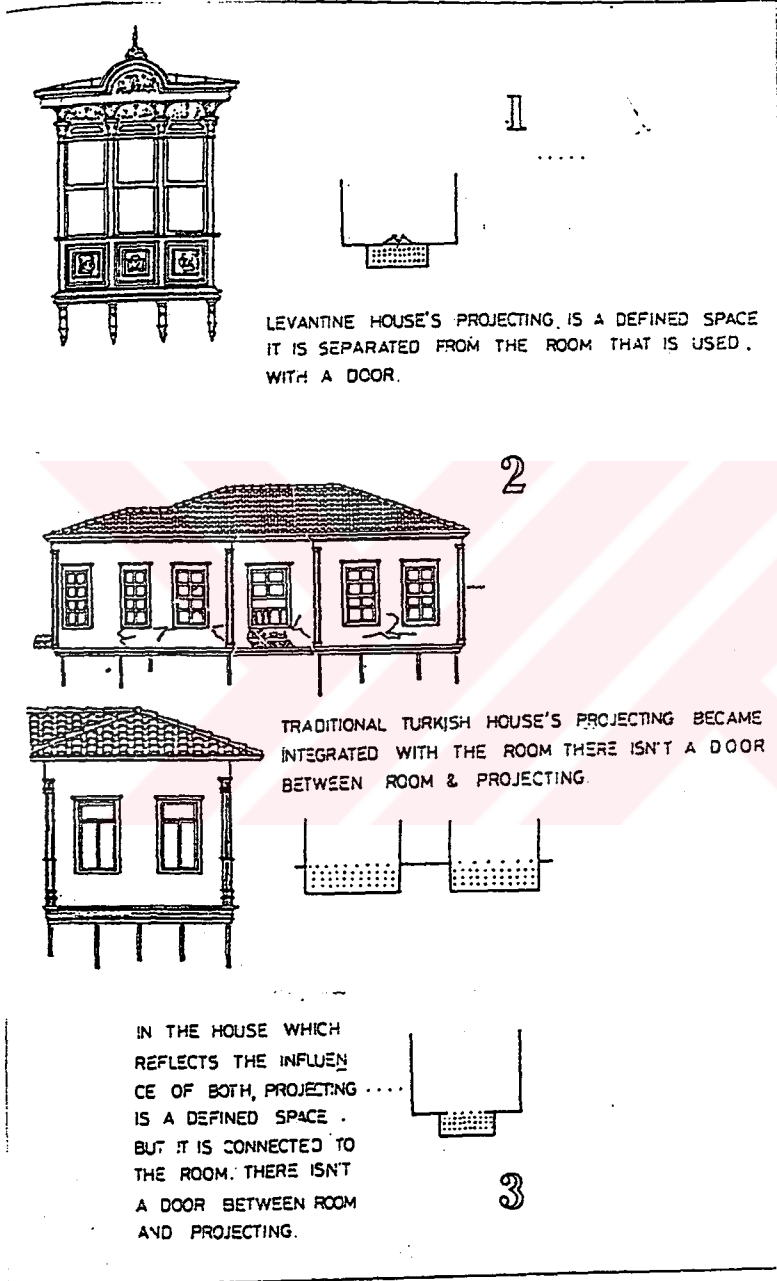 1
LEVANTINE HOUSE'S PROJECTING IS A DEFINED SPACE
IT IS SEPARATED FROM THE ROOM THAT IS USED.
WITH A DOOR.
2
TRADITIONAL TURKISH HOUSE'S PROJECTING BECAME
İNTEGRATED WITH THE ROOM THERE ISN'T A DOOR
BETWEEN ROOM & PROJECTING
IN THE HOUSE WHICH
REFLECTS THE INFLUEN
CE OF BOTH, PROJECTING
IS A DEFINED SPACE.
BUT IT IS CONNECTED TO
THE ROOM. THERE ISN'T
A DOOR BETWEEN ROOM
AND PROJECTING.
3